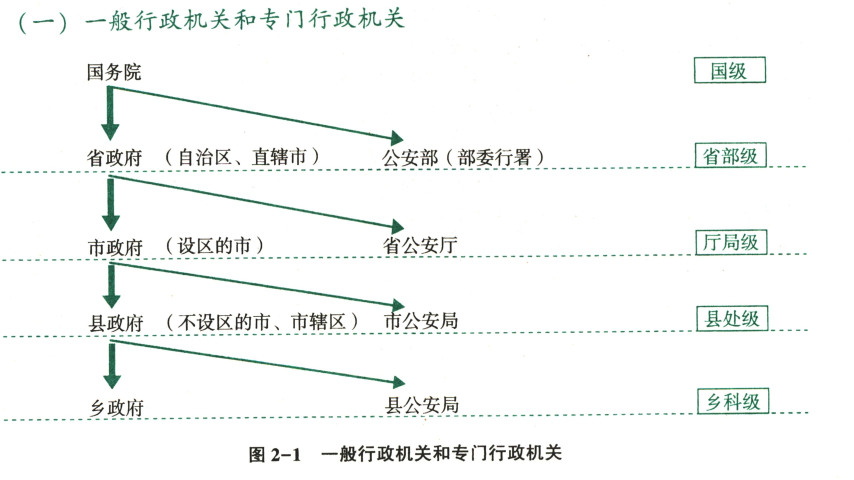 （一）一般行政机关和专门行政机关
国务院 国级
省政府 （自治区、直辖市） 公安部（部委行署） 省部级
市政府 （设区的市） 省公安厅 厅局级
县政府 （不设区的市、市辖区） 市公安局 县处级
乡政府 县公安局 乡科级
图 2-1 一般行政机关和专门行政机关